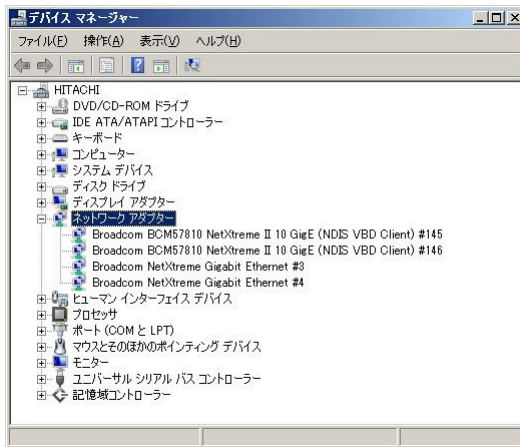 デバイス マネージャー
ファイル(F) 操作(A) 表示(V) ヘルプ(H)
HITACHI
DVD/CD-ROM ドライブ
IDE ATA/ATAPI コントローラー
キーボード
コンピューター
システム デバイス
ディスク ドライブ
ディスプレイ アダプター
ネットワーク アダプター
Broadcom BCM57810 NetXtreme II 10 GigE (NDIS VBD Client) #145
Broadcom BCM57810 NetXtreme II 10 GigE (NDIS VBD Client) #146
Broadcom NetXtreme Gigabit Ethernet #3
Broadcom NetXtreme Gigabit Ethernet #4
ヒューマン インターフェイス デバイス
プロセッサ
ポート (COM と LPT)
マウスとそのほかのポインティング デバイス
モニター
ユニバーサル シリアル バス コントローラー
記憶域コントローラー